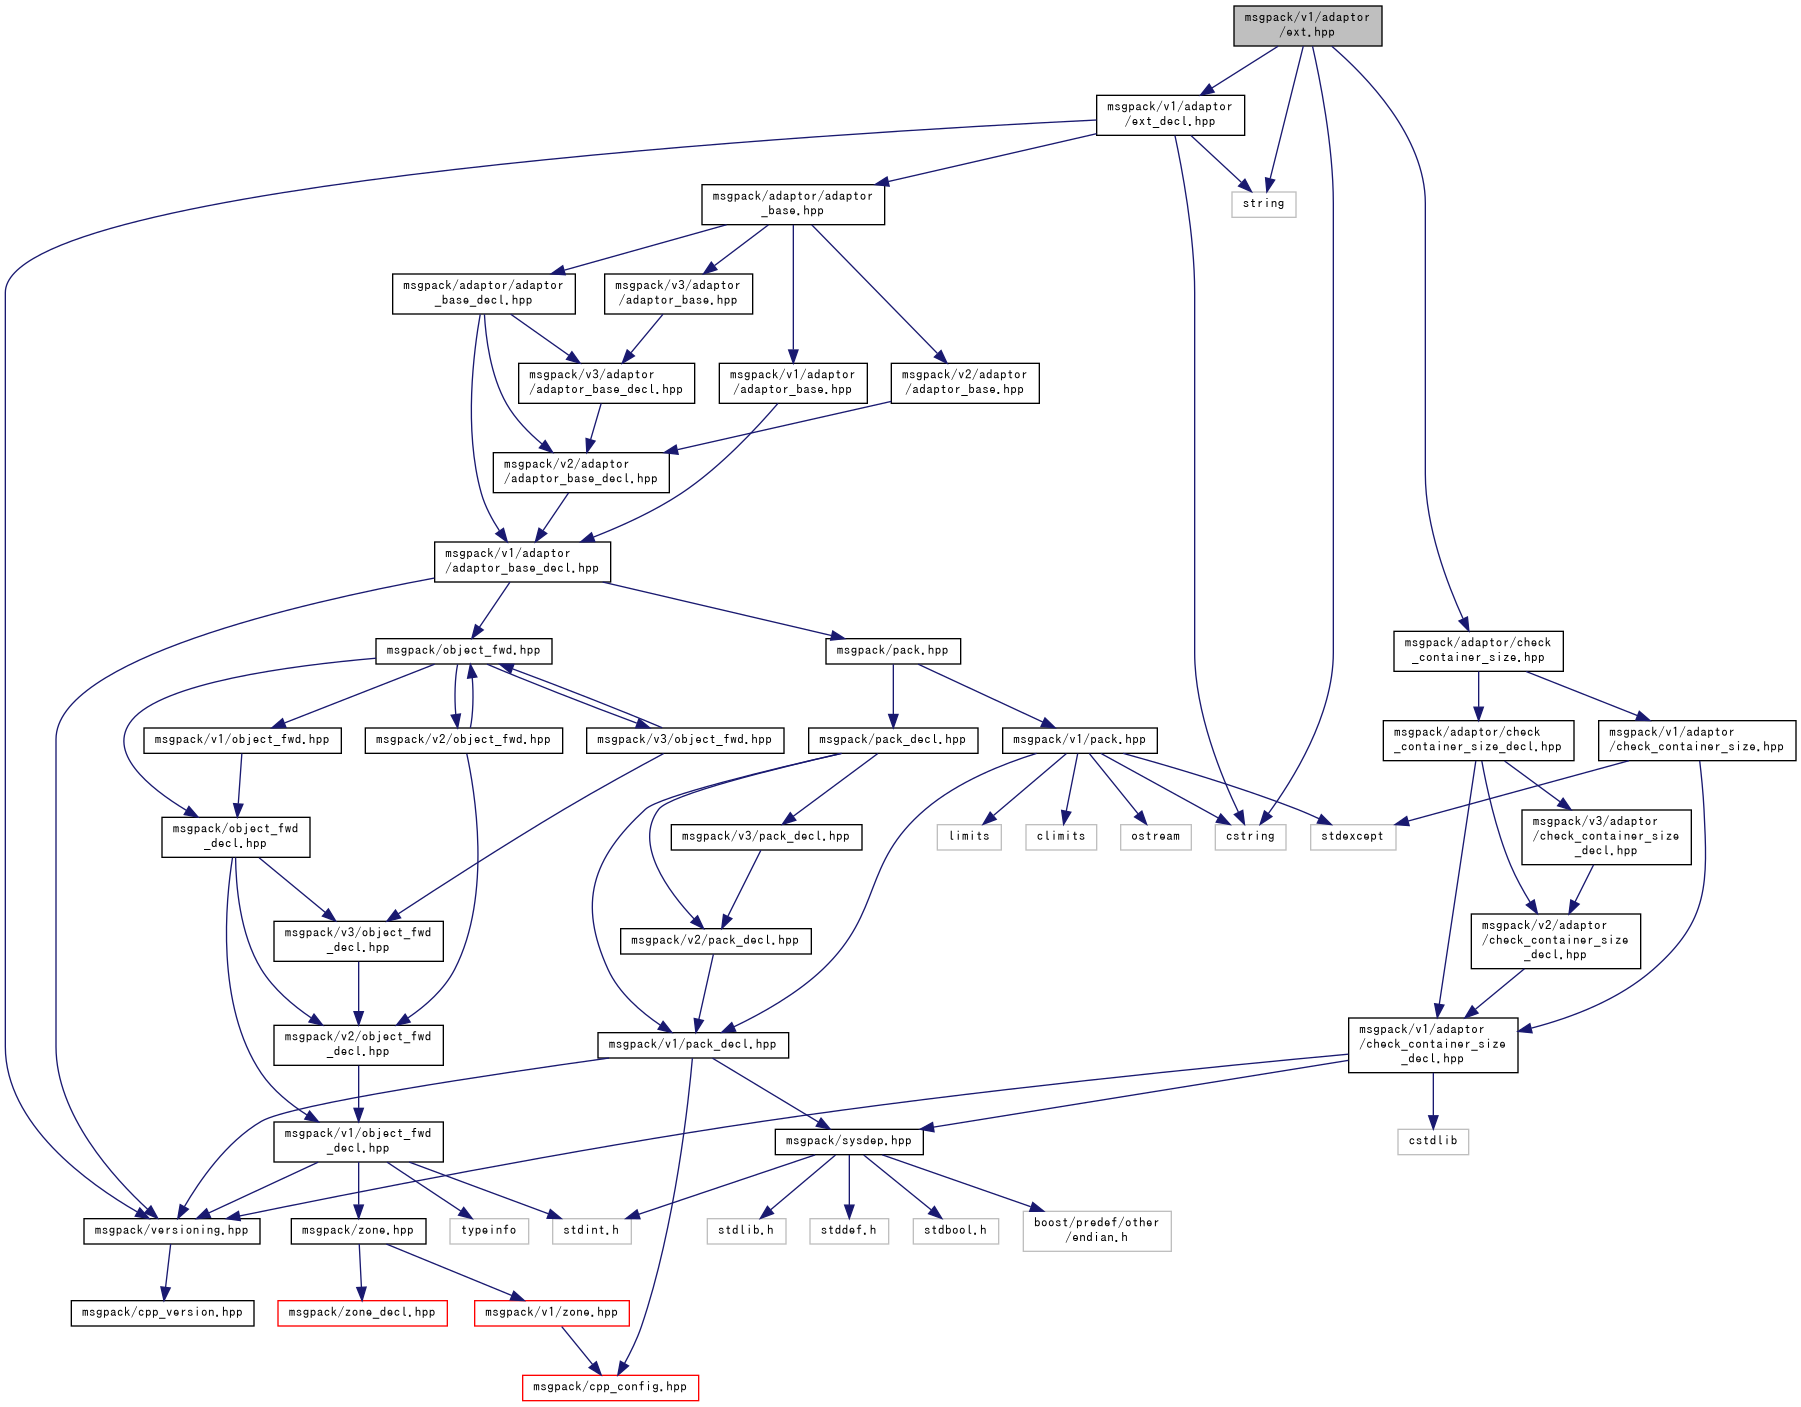 msgpack/v1/adaptor
/ext.hpp
msgpack/v1/adaptor
/ext_decl.hpp
msgpack/adaptor/adaptor
_base.hpp
string
msgpack/adaptor/adaptor
_base_decl.hpp
msgpack/v3/adaptor
/adaptor_base.hpp
msgpack/v3/adaptor
/adaptor_base_decl.hpp
msgpack/v1/adaptor
/adaptor_base.hpp
msgpack/v2/adaptor
/adaptor_base.hpp
msgpack/v2/adaptor
/adaptor_base_decl.hpp
msgpack/v1/adaptor
/adaptor_base_decl.hpp
msgpack/object_fwd.hpp
msgpack/pack.hpp
msgpack/adaptor/check
_container_size.hpp
msgpack/v1/object_fwd.hpp
msgpack/v2/object_fwd.hpp
msgpack/v3/object_fwd.hpp
msgpack/pack_decl.hpp
msgpack/v1/pack.hpp
msgpack/adaptor/check
_container_size_decl.hpp
msgpack/v1/adaptor
/check_container_size.hpp
msgpack/object_fwd
_decl.hpp
msgpack/v3/pack_decl.hpp
limits
climits
ostream
cstring
stdexcept
msgpack/v3/adaptor
/check_container_size
_decl.hpp
msgpack/v3/object_fwd
_decl.hpp
msgpack/v2/pack_decl.hpp
msgpack/v2/adaptor
/check_container_size
_decl.hpp
msgpack/v2/object_fwd
_decl.hpp
msgpack/v1/pack_decl.hpp
msgpack/v1/adaptor
/check_container_size
_decl.hpp
msgpack/v1/object_fwd
_decl.hpp
msgpack/sysdep.hpp
cstdlib
msgpack/versioning.hpp
msgpack/zone.hpp
typeinfo
stdint.h
stdlib.h
stddef.h
stdbool.h
boost/predef/other
/endian.h
msgpack/cpp_version.hpp
msgpack/zone_decl.hpp
msgpack/v1/zone.hpp
msgpack/cpp_config.hpp